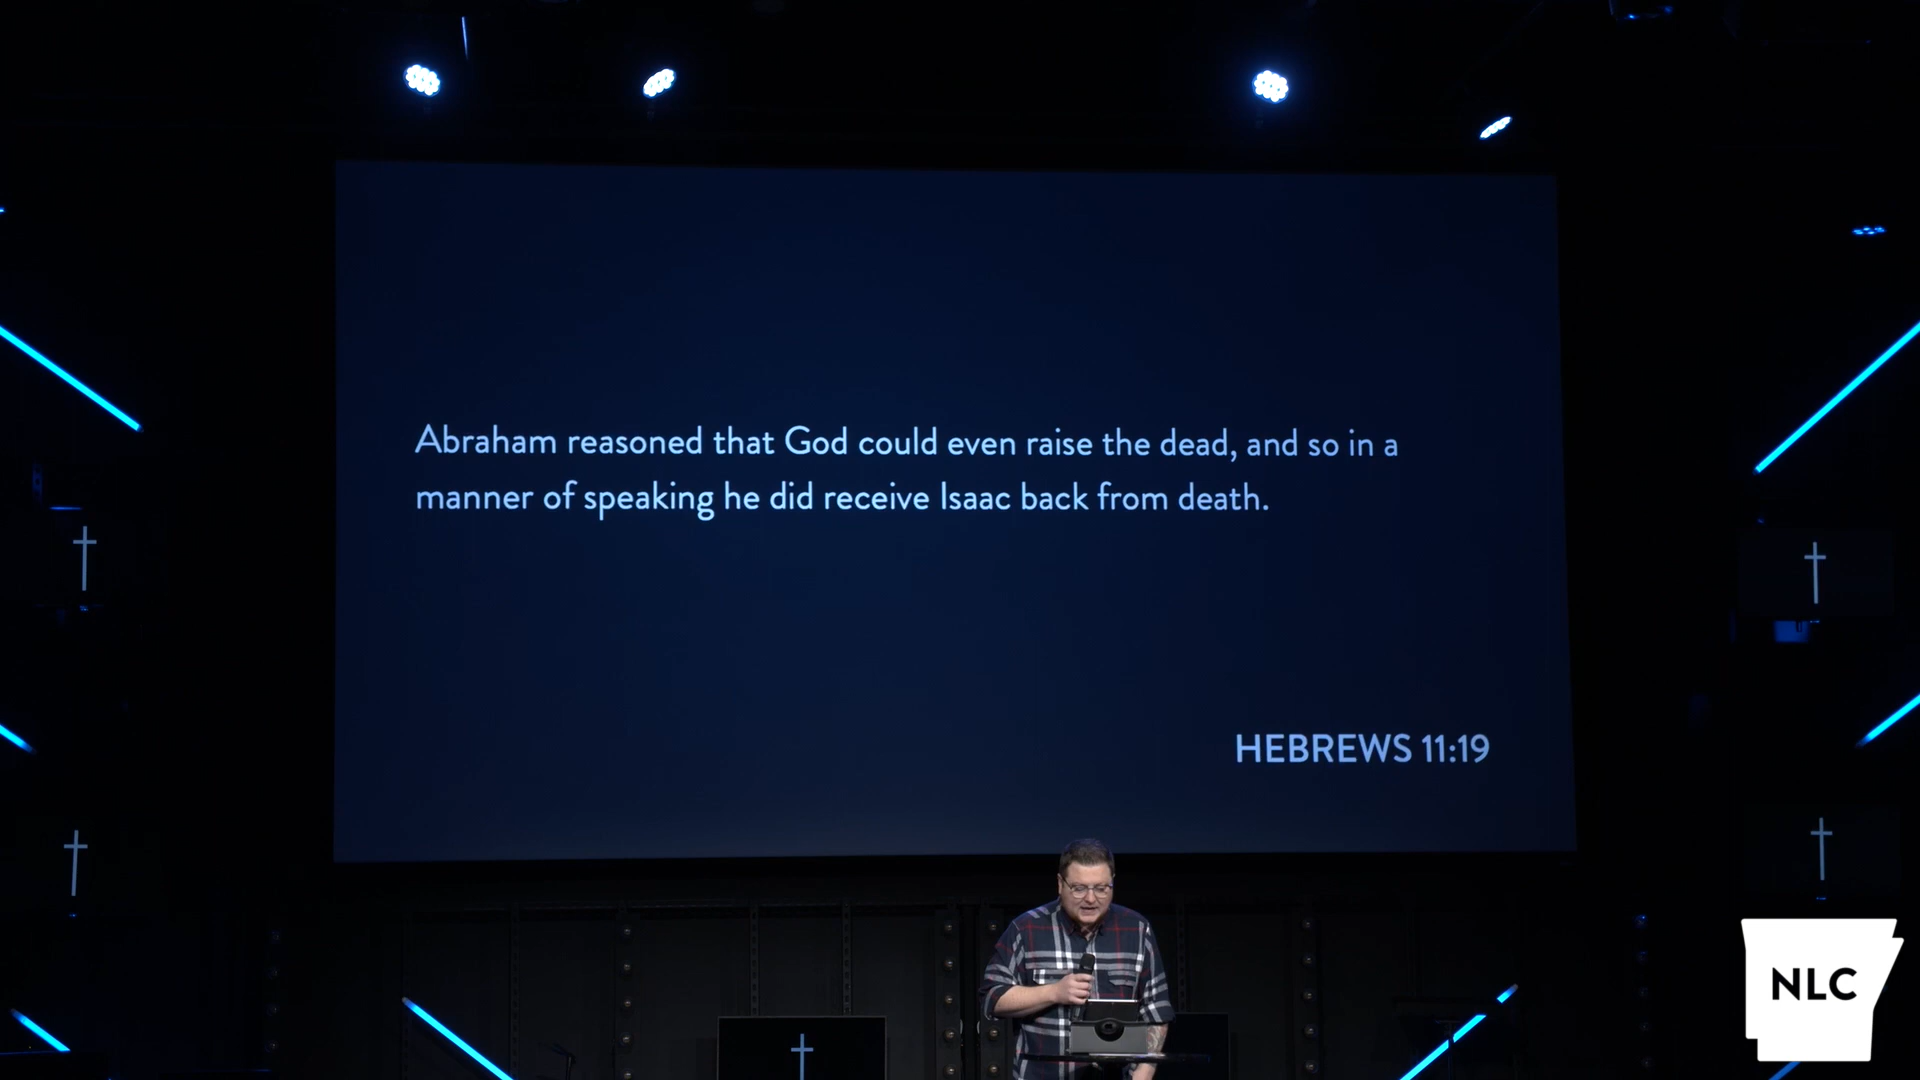 Abraham reasoned that God could even raise the dead, and so in a
manner of speaking he did receive Isaac back from death.
HEBREWS 11:19
NLC